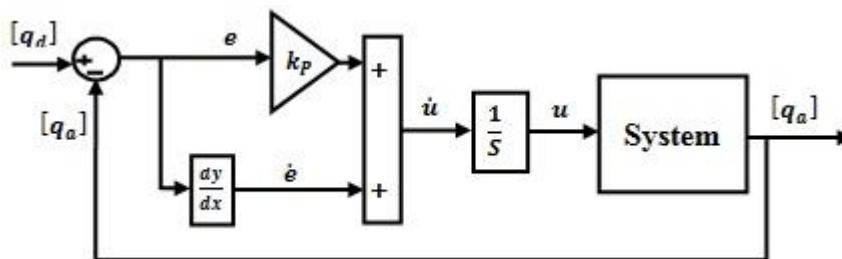 [q_d]
+
−
e
k_P
+
[q_a]
u̇
1/S
u
System
[q_a]
dy/dx
ė
+